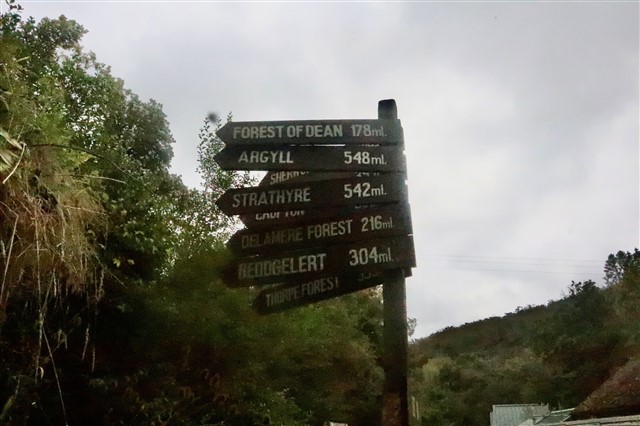 FOREST OF DEAN 178ml.
ARGYLL 548ml.
STRATHYRE 542ml.
DELAMERE FOREST 216ml.
BEDDGELERT 304ml.
THORPE FOREST